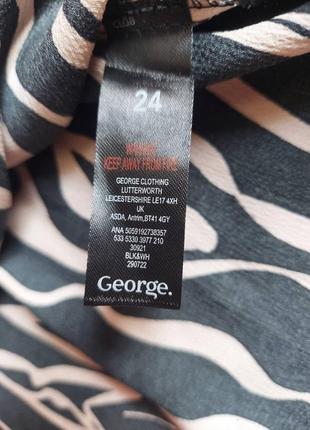 24
WARNING
KEEP AWAY FROM FIRE
GEORGE CLOTHING
LUTTERWORTH
LEICESTERSHIRE LE17 4XH
UK
ASDA, Antrim,BT41 4GY
ANA 5059192738357
533 5330 3977 210
30921
BLK&WH
290722
George.